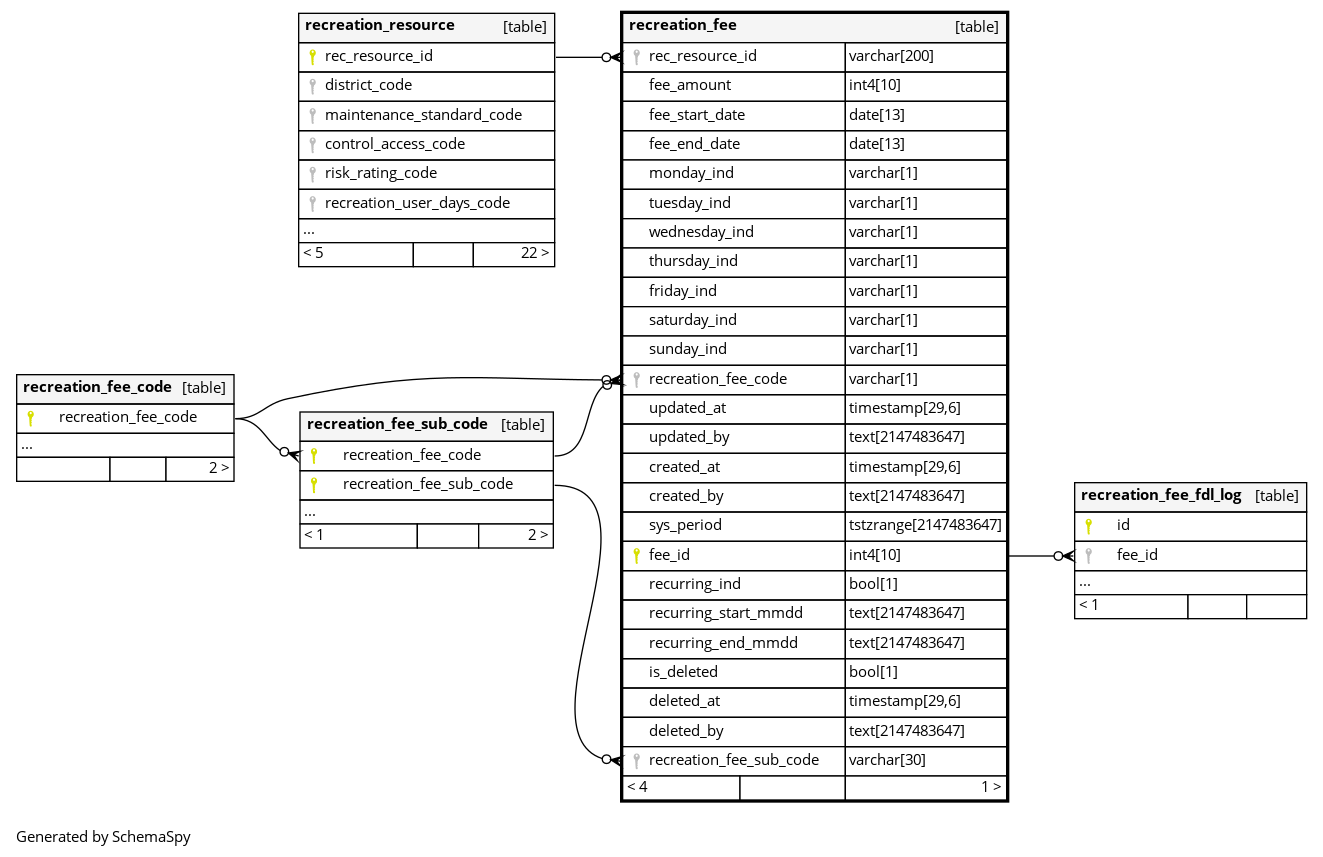 recreation_resource [table]
rec_resource_id
district_code
maintenance_standard_code
control_access_code
risk_rating_code
recreation_user_days_code
...
< 5 22 >
recreation_fee [table]
rec_resource_id varchar[200]
fee_amount int4[10]
fee_start_date date[13]
fee_end_date date[13]
monday_ind varchar[1]
tuesday_ind varchar[1]
wednesday_ind varchar[1]
thursday_ind varchar[1]
friday_ind varchar[1]
saturday_ind varchar[1]
sunday_ind varchar[1]
recreation_fee_code varchar[1]
updated_at timestamp[29,6]
updated_by text[2147483647]
created_at timestamp[29,6]
created_by text[2147483647]
sys_period tstzrange[2147483647]
fee_id int4[10]
recurring_ind bool[1]
recurring_start_mmdd text[2147483647]
recurring_end_mmdd text[2147483647]
is_deleted bool[1]
deleted_at timestamp[29,6]
deleted_by text[2147483647]
recreation_fee_sub_code varchar[30]
< 4 1 >
recreation_fee_code [table]
recreation_fee_code
...
2 >
recreation_fee_sub_code [table]
recreation_fee_code
recreation_fee_sub_code
...
< 1 2 >
recreation_fee_fdl_log [table]
id
fee_id
...
< 1
Generated by SchemaSpy